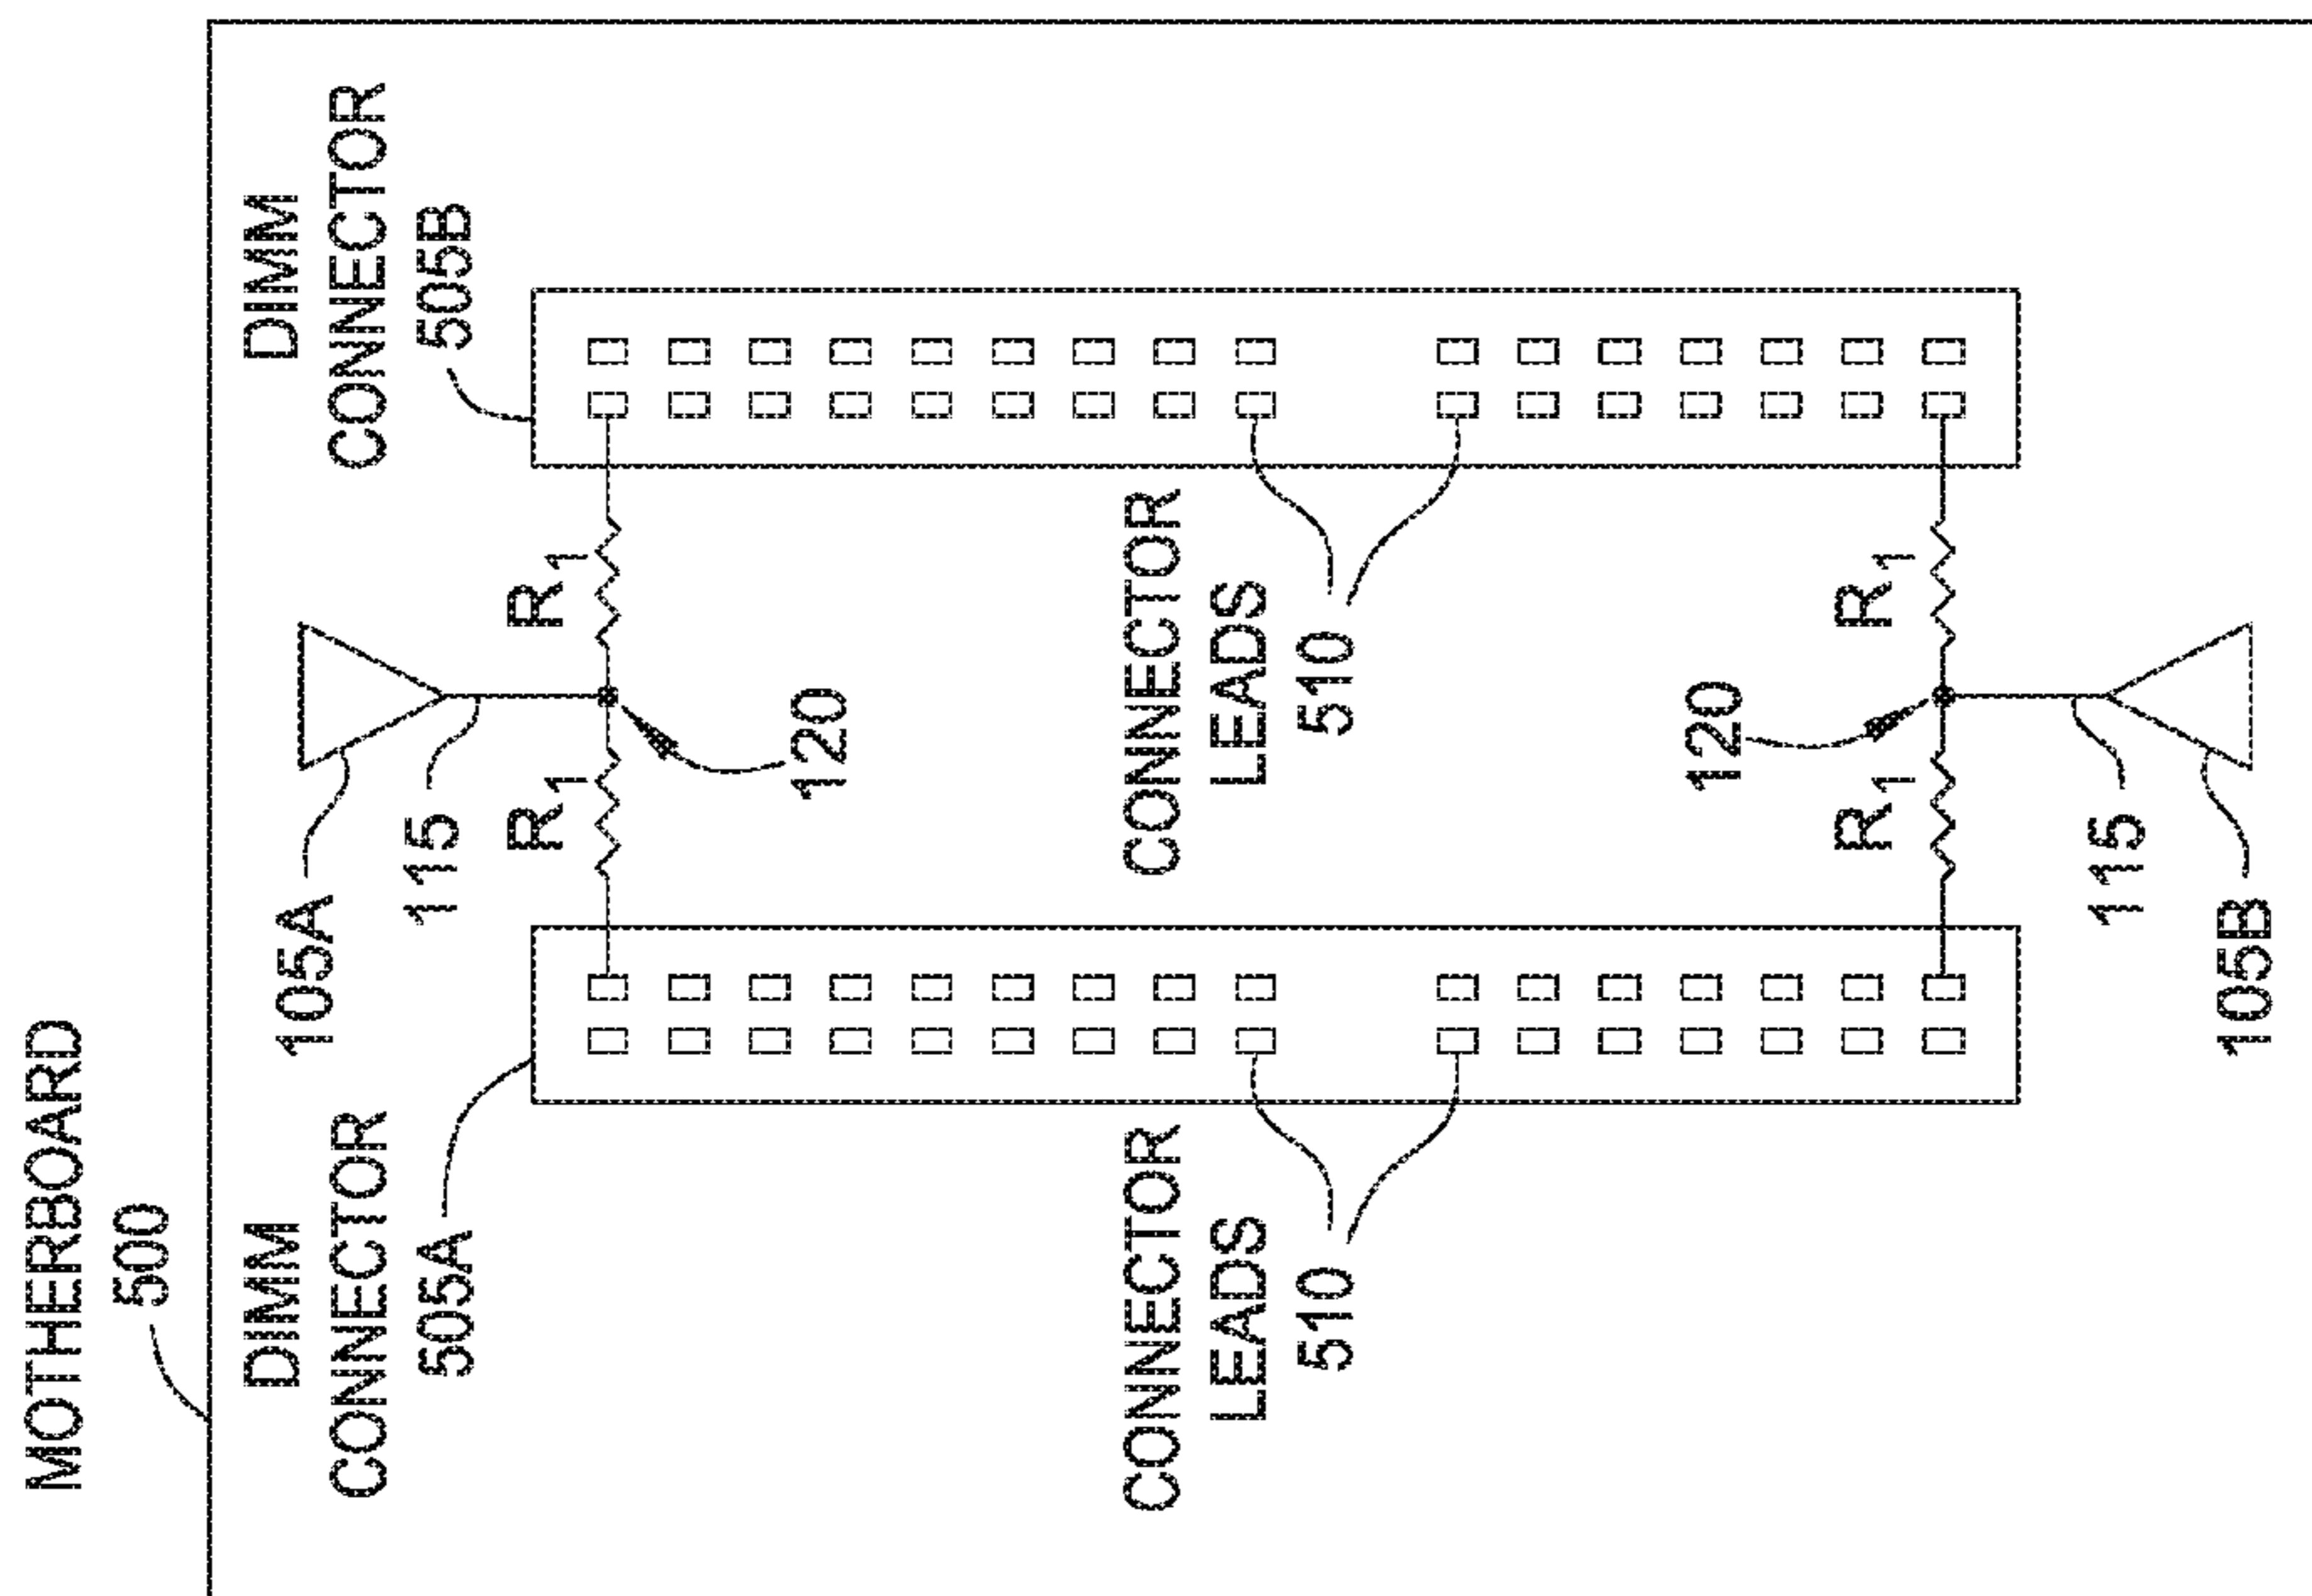 MOTHERBOARD
500
DIMM
CONNECTOR
505A
DIMM
CONNECTOR
505B
105A
115
R1
R1
120
CONNECTOR
LEADS
510
CONNECTOR
LEADS
510
120
R1
R1
115
105B